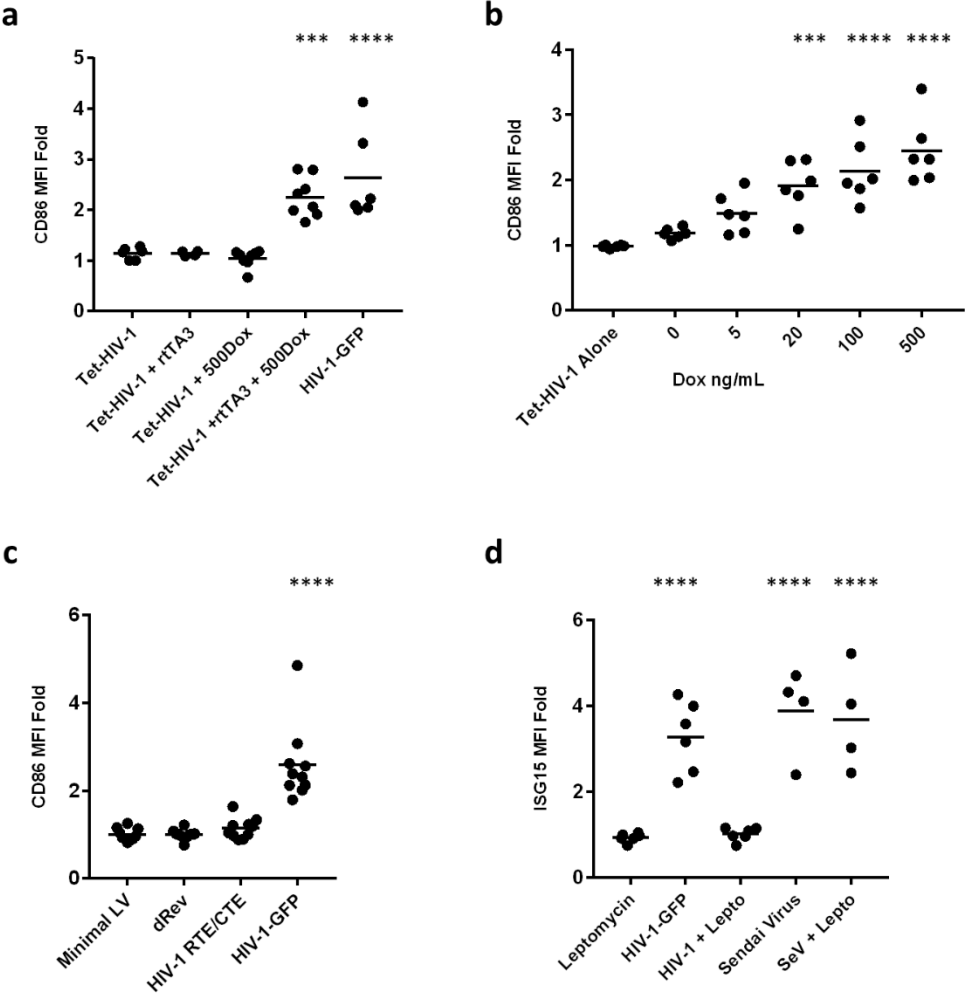 a
*** ****
CD86 MFI Fold
5
4
3
2
1
0
Tet-HIV-1
Tet-HIV-1 + rtTA3
Tet-HIV-1 + 500Dox
Tet-HIV-1 +rtTA3 + 500Dox
HIV-1-GFP
b
*** **** ****
CD86 MFI Fold
4
3
2
1
0
Tet-HIV-1 Alone
0
5
20
100
500
Dox ng/mL
c
****
CD86 MFI Fold
6
4
2
0
Minimal LV
dRev
HIV-1 RTE/CTE
HIV-1-GFP
d
**** **** ****
ISG15 MFI Fold
6
4
2
0
Leptomycin
HIV-1-GFP
HIV-1 + Lepto
Sendai Virus
SeV + Lepto